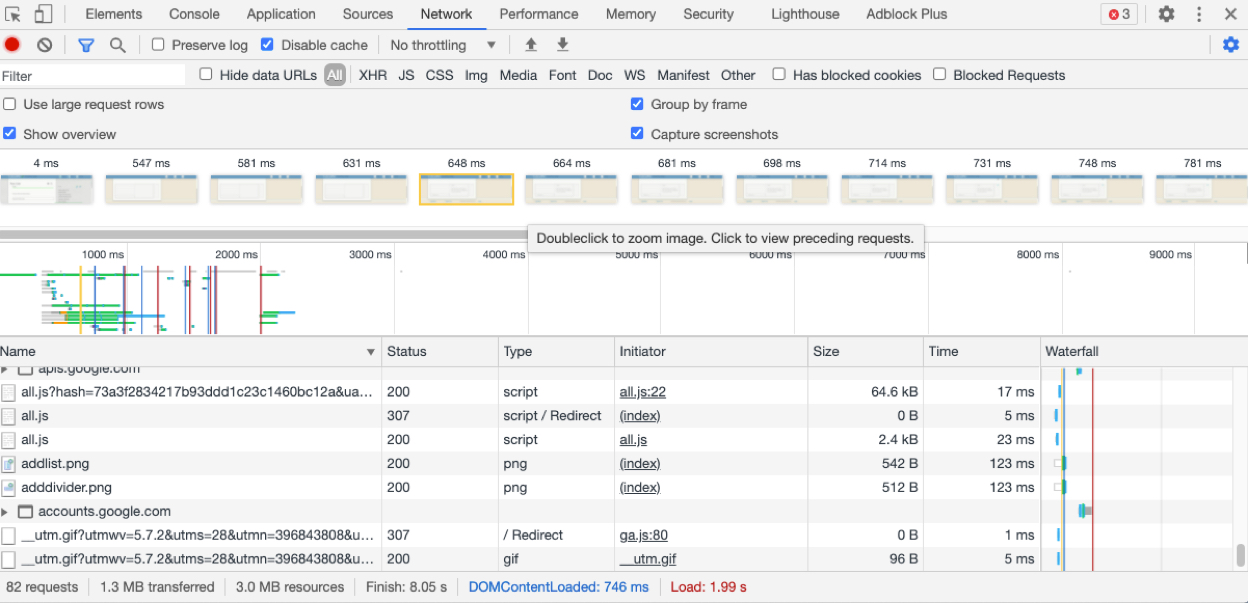 Elements Console Application Sources Network Performance Memory Security Lighthouse Adblock Plus 3
Preserve log Disable cache No throttling
Filter Hide data URLs All XHR JS CSS Img Media Font Doc WS Manifest Other Has blocked cookies Blocked Requests
Use large request rows Group by frame
Show overview Capture screenshots
4 ms 547 ms 581 ms 631 ms 648 ms 664 ms 681 ms 698 ms 714 ms 731 ms 748 ms 781 ms
Doubleclick to zoom image. Click to view preceding requests.
1000 ms 2000 ms 3000 ms 4000 ms 5000 ms 6000 ms 7000 ms 8000 ms 9000 ms
Name Status Type Initiator Size Time Waterfall
apis.google.com
all.js?hash=73a3f2834217b93ddd1c23c1460bc12a&ua... 200 script all.js:22 64.6 kB 17 ms
all.js 307 script / Redirect (index) 0 B 5 ms
all.js 200 script all.js 2.4 kB 23 ms
addlist.png 200 png (index) 542 B 123 ms
adddivider.png 200 png (index) 512 B 123 ms
accounts.google.com
__utm.gif?utmwv=5.7.2&utms=28&utmn=396843808&u... 307 / Redirect ga.js:80 0 B 1 ms
__utm.gif?utmwv=5.7.2&utms=28&utmn=396843808&u... 200 gif __utm.gif 96 B 5 ms
82 requests 1.3 MB transferred 3.0 MB resources Finish: 8.05 s DOMContentLoaded: 746 ms Load: 1.99 s